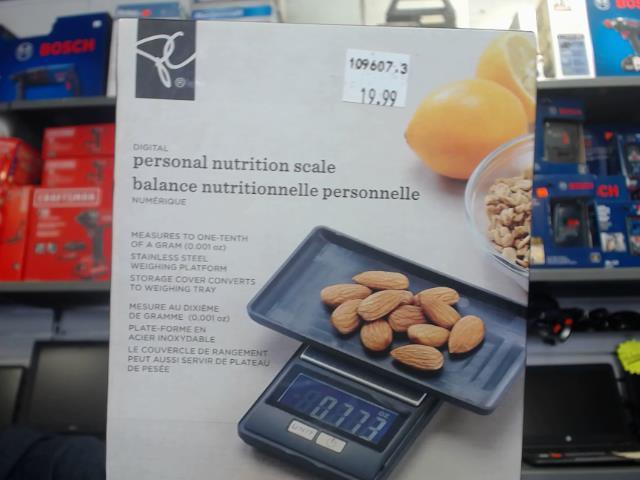 BOSCH
PC®
109607.3
19.99
DIGITAL
personal nutrition scale
balance nutritionnelle personnelle
NUMÉRIQUE
MEASURES TO ONE-TENTH
OF A GRAM (0.001 oz)
STAINLESS STEEL
WEIGHING PLATFORM
STORAGE COVER CONVERTS
TO WEIGHING TRAY
MESURE AU DIXIÈME
DE GRAMME (0,001 oz)
PLATE-FORME EN
ACIER INOXYDABLE
LE COUVERCLE DE RANGEMENT
PEUT AUSSI SERVIR DE PLATEAU
DE PESÉE
0.773 OZ
CRAFTSMAN
BOSCH